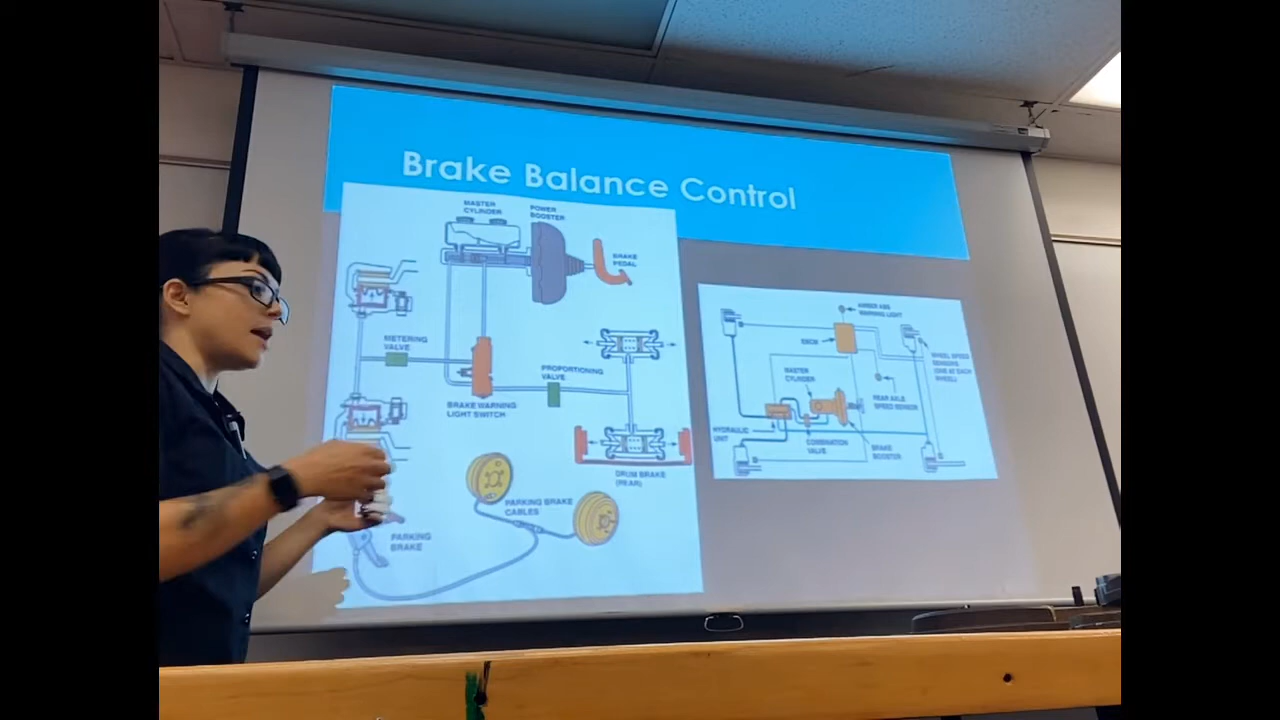 Brake Balance Control
MASTER
CYLINDER
POWER
BOOSTER
BRAKE
PEDAL
METERING
VALVE
PROPORTIONING
VALVE
BRAKE WARNING
LIGHT SWITCH
DRUM BRAKE
(REAR)
PARKING BRAKE
CABLES
PARKING
BRAKE
AMBER ABS
WARNING LIGHT
WHEEL SPEED
SENSORS
(ONE AT EACH
WHEEL)
MASTER
CYLINDER
REAR AXLE
SPEED SENSOR
HYDRAULIC
UNIT
COMBINATION
VALVE
BRAKE
BOOSTER